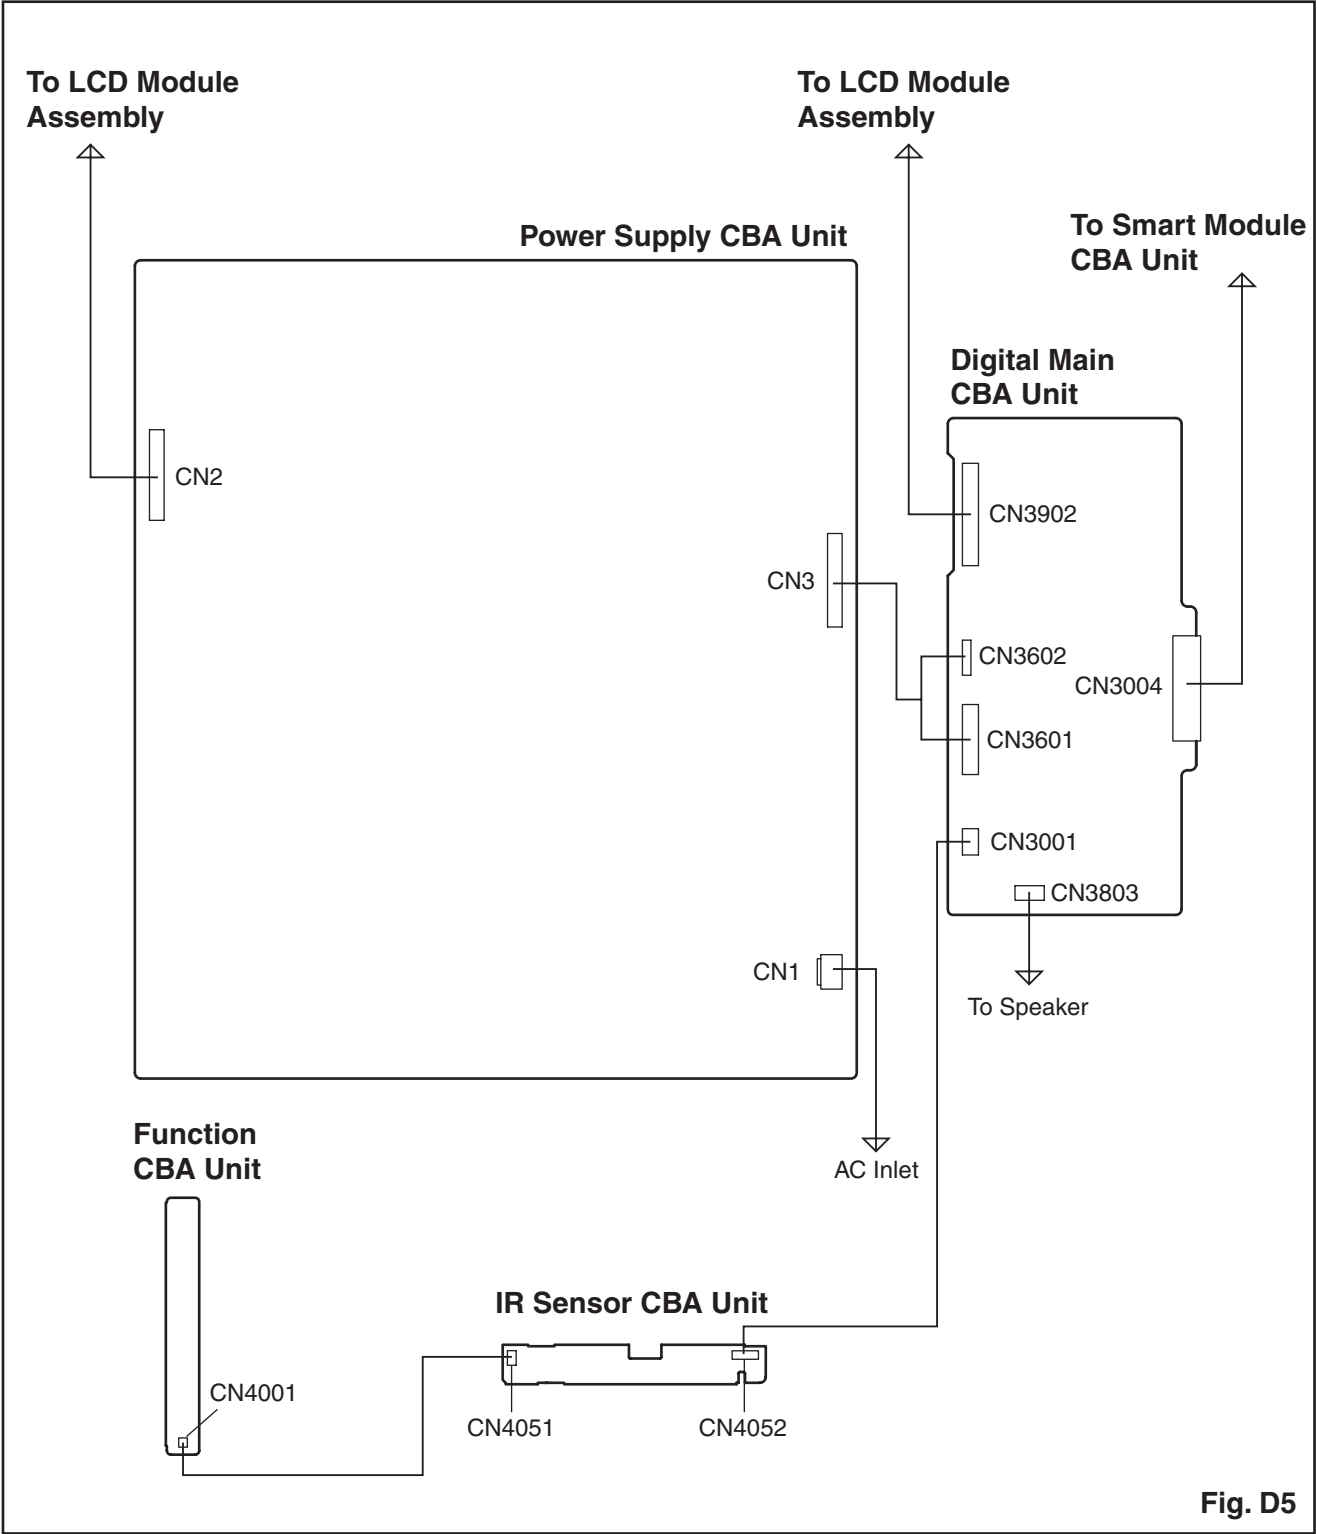 To LCD Module
Assembly
To LCD Module
Assembly
To Smart Module
CBA Unit
Power Supply CBA Unit
Digital Main
CBA Unit
CN2
CN3902
CN3
CN3602
CN3004
CN3601
CN3001
CN3803
CN1
To Speaker
Function
CBA Unit
AC Inlet
IR Sensor CBA Unit
CN4001
CN4051
CN4052
Fig. D5